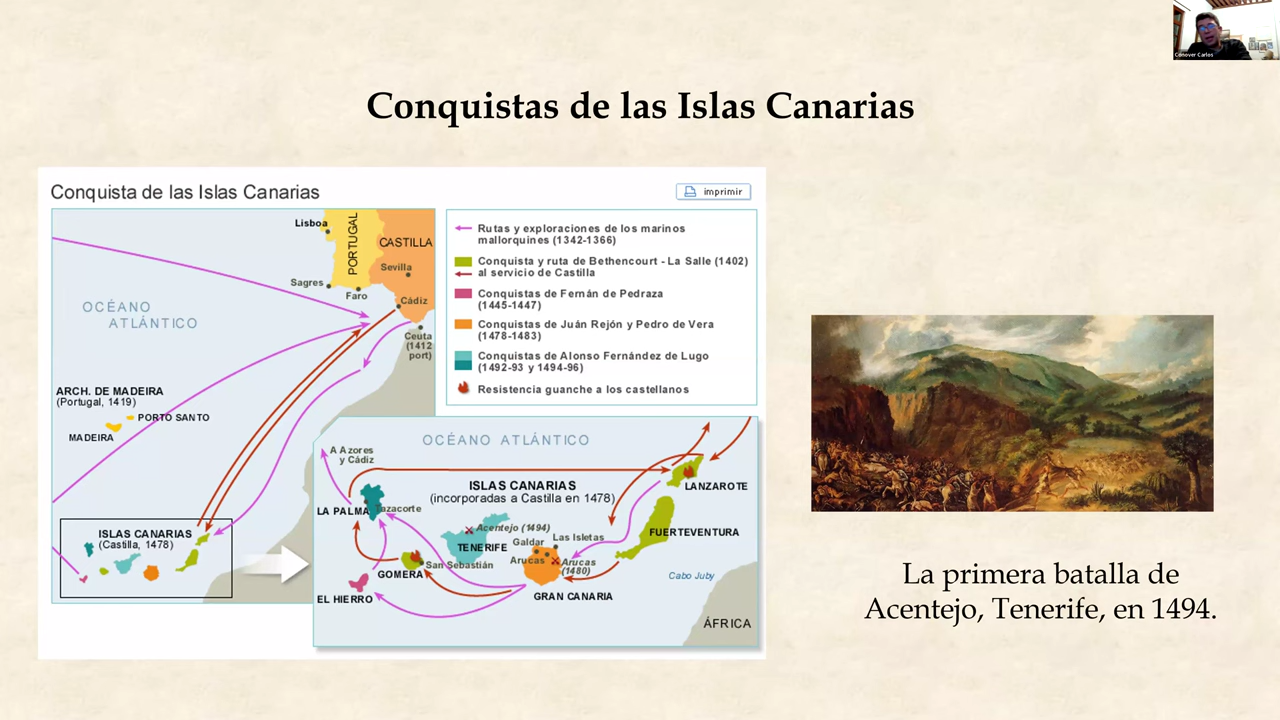 Conover Carlos
Conquistas de las Islas Canarias
Conquista de las Islas Canarias
imprimir
Lisboa
PORTUGAL
CASTILLA
Sevilla
Sagres
Faro
Cádiz
Ceuta
(1412
port)
OCÉANO
ATLÁNTICO
ARCH. DE MADEIRA
(Portugal, 1419)
PORTO SANTO
MADEIRA
ISLAS CANARIAS
(Castilla, 1478)
Rutas y exploraciones de los marinos
mallorquines (1342-1366)
Conquista y ruta de Bethencourt - La Salle (1402)
al servicio de Castilla
Conquistas de Fernán de Pedraza
(1445-1447)
Conquistas de Juán Rejón y Pedro de Vera
(1478-1483)
Conquistas de Alonso Fernández de Lugo
(1492-93 y 1494-96)
Resistencia guanche a los castellanos
OCÉANO ATLÁNTICO
A Azores
y Cádiz
ISLAS CANARIAS
(incorporadas a Castilla en 1478)
LANZAROTE
LA PALMA
Tazacorte
Acentejo (1494)
TENERIFE
Galdar
Las Isletas
FUERTEVENTURA
Arucas
Arucas
(1480)
San Sebastián
GOMERA
Cabo Juby
EL HIERRO
GRAN CANARIA
ÁFRICA
La primera batalla de
Acentejo, Tenerife, en 1494.